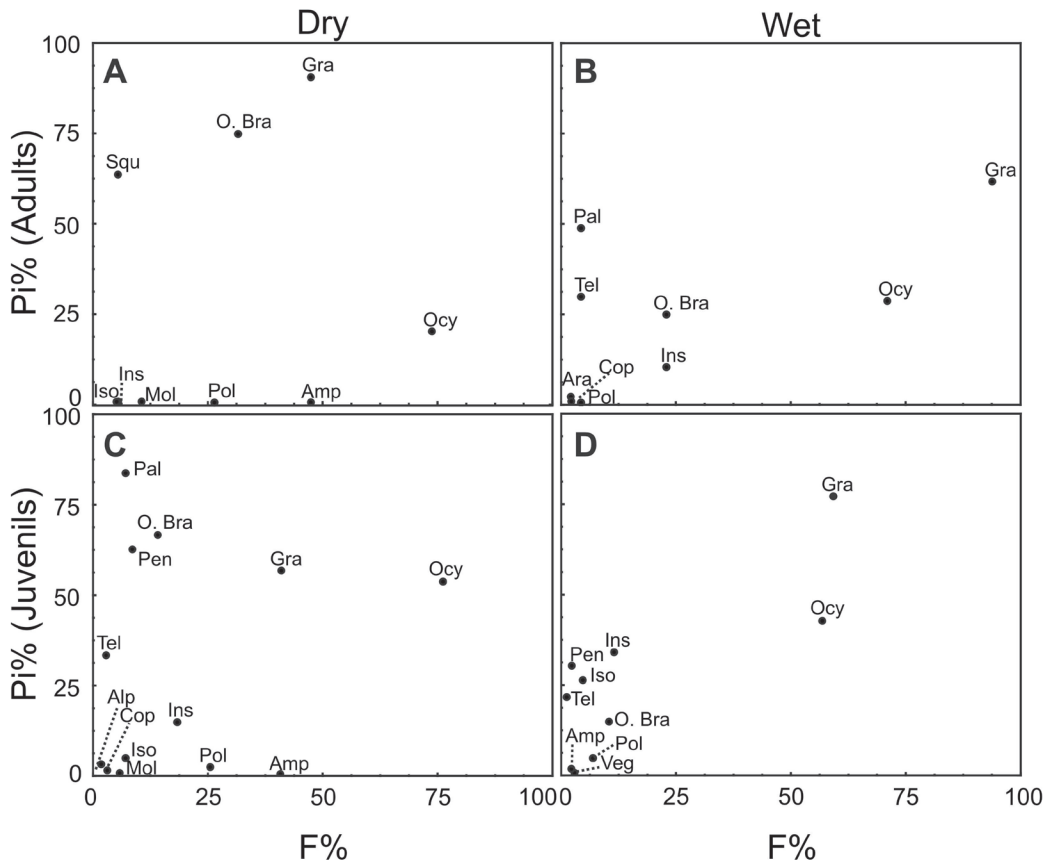 Dry
Wet
Pi% (Adults)
100
75
50
25
0
A
Gra
O. Bra
Squ
Ocy
Ins
Iso
Mol
Pol
Amp
B
Gra
Pal
Tel
O. Bra
Ocy
Ins
Cop
Ara
Pol
Pi% (Juvenils)
100
75
50
25
0
C
Pal
O. Bra
Pen
Gra
Ocy
Tel
Alp
Cop
Ins
Iso
Mol
Pol
Amp
D
Gra
Ocy
Ins
Pen
Iso
Tel
O. Bra
Amp
Pol
Veg
0 25 50 75 100
0 25 50 75 100
F%
F%